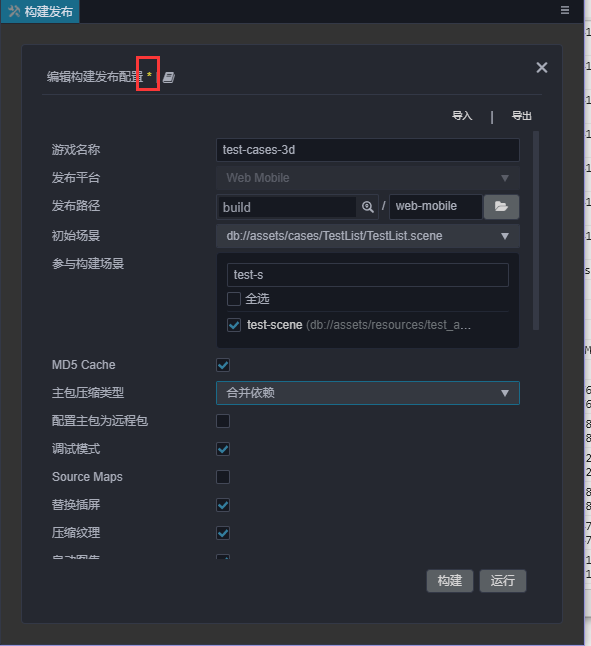 构建发布
编辑构建发布配置 *
导入 | 导出
游戏名称 test-cases-3d
发布平台 Web Mobile
发布路径 build / web-mobile
初始场景 db://assets/cases/TestList/TestList.scene
参与构建场景
test-s
全选
test-scene (db://assets/resources/test_a...
MD5 Cache
主包压缩类型 合并依赖
配置主包为远程包
调试模式
Source Maps
替换插屏
压缩纹理
自动图集
构建 运行